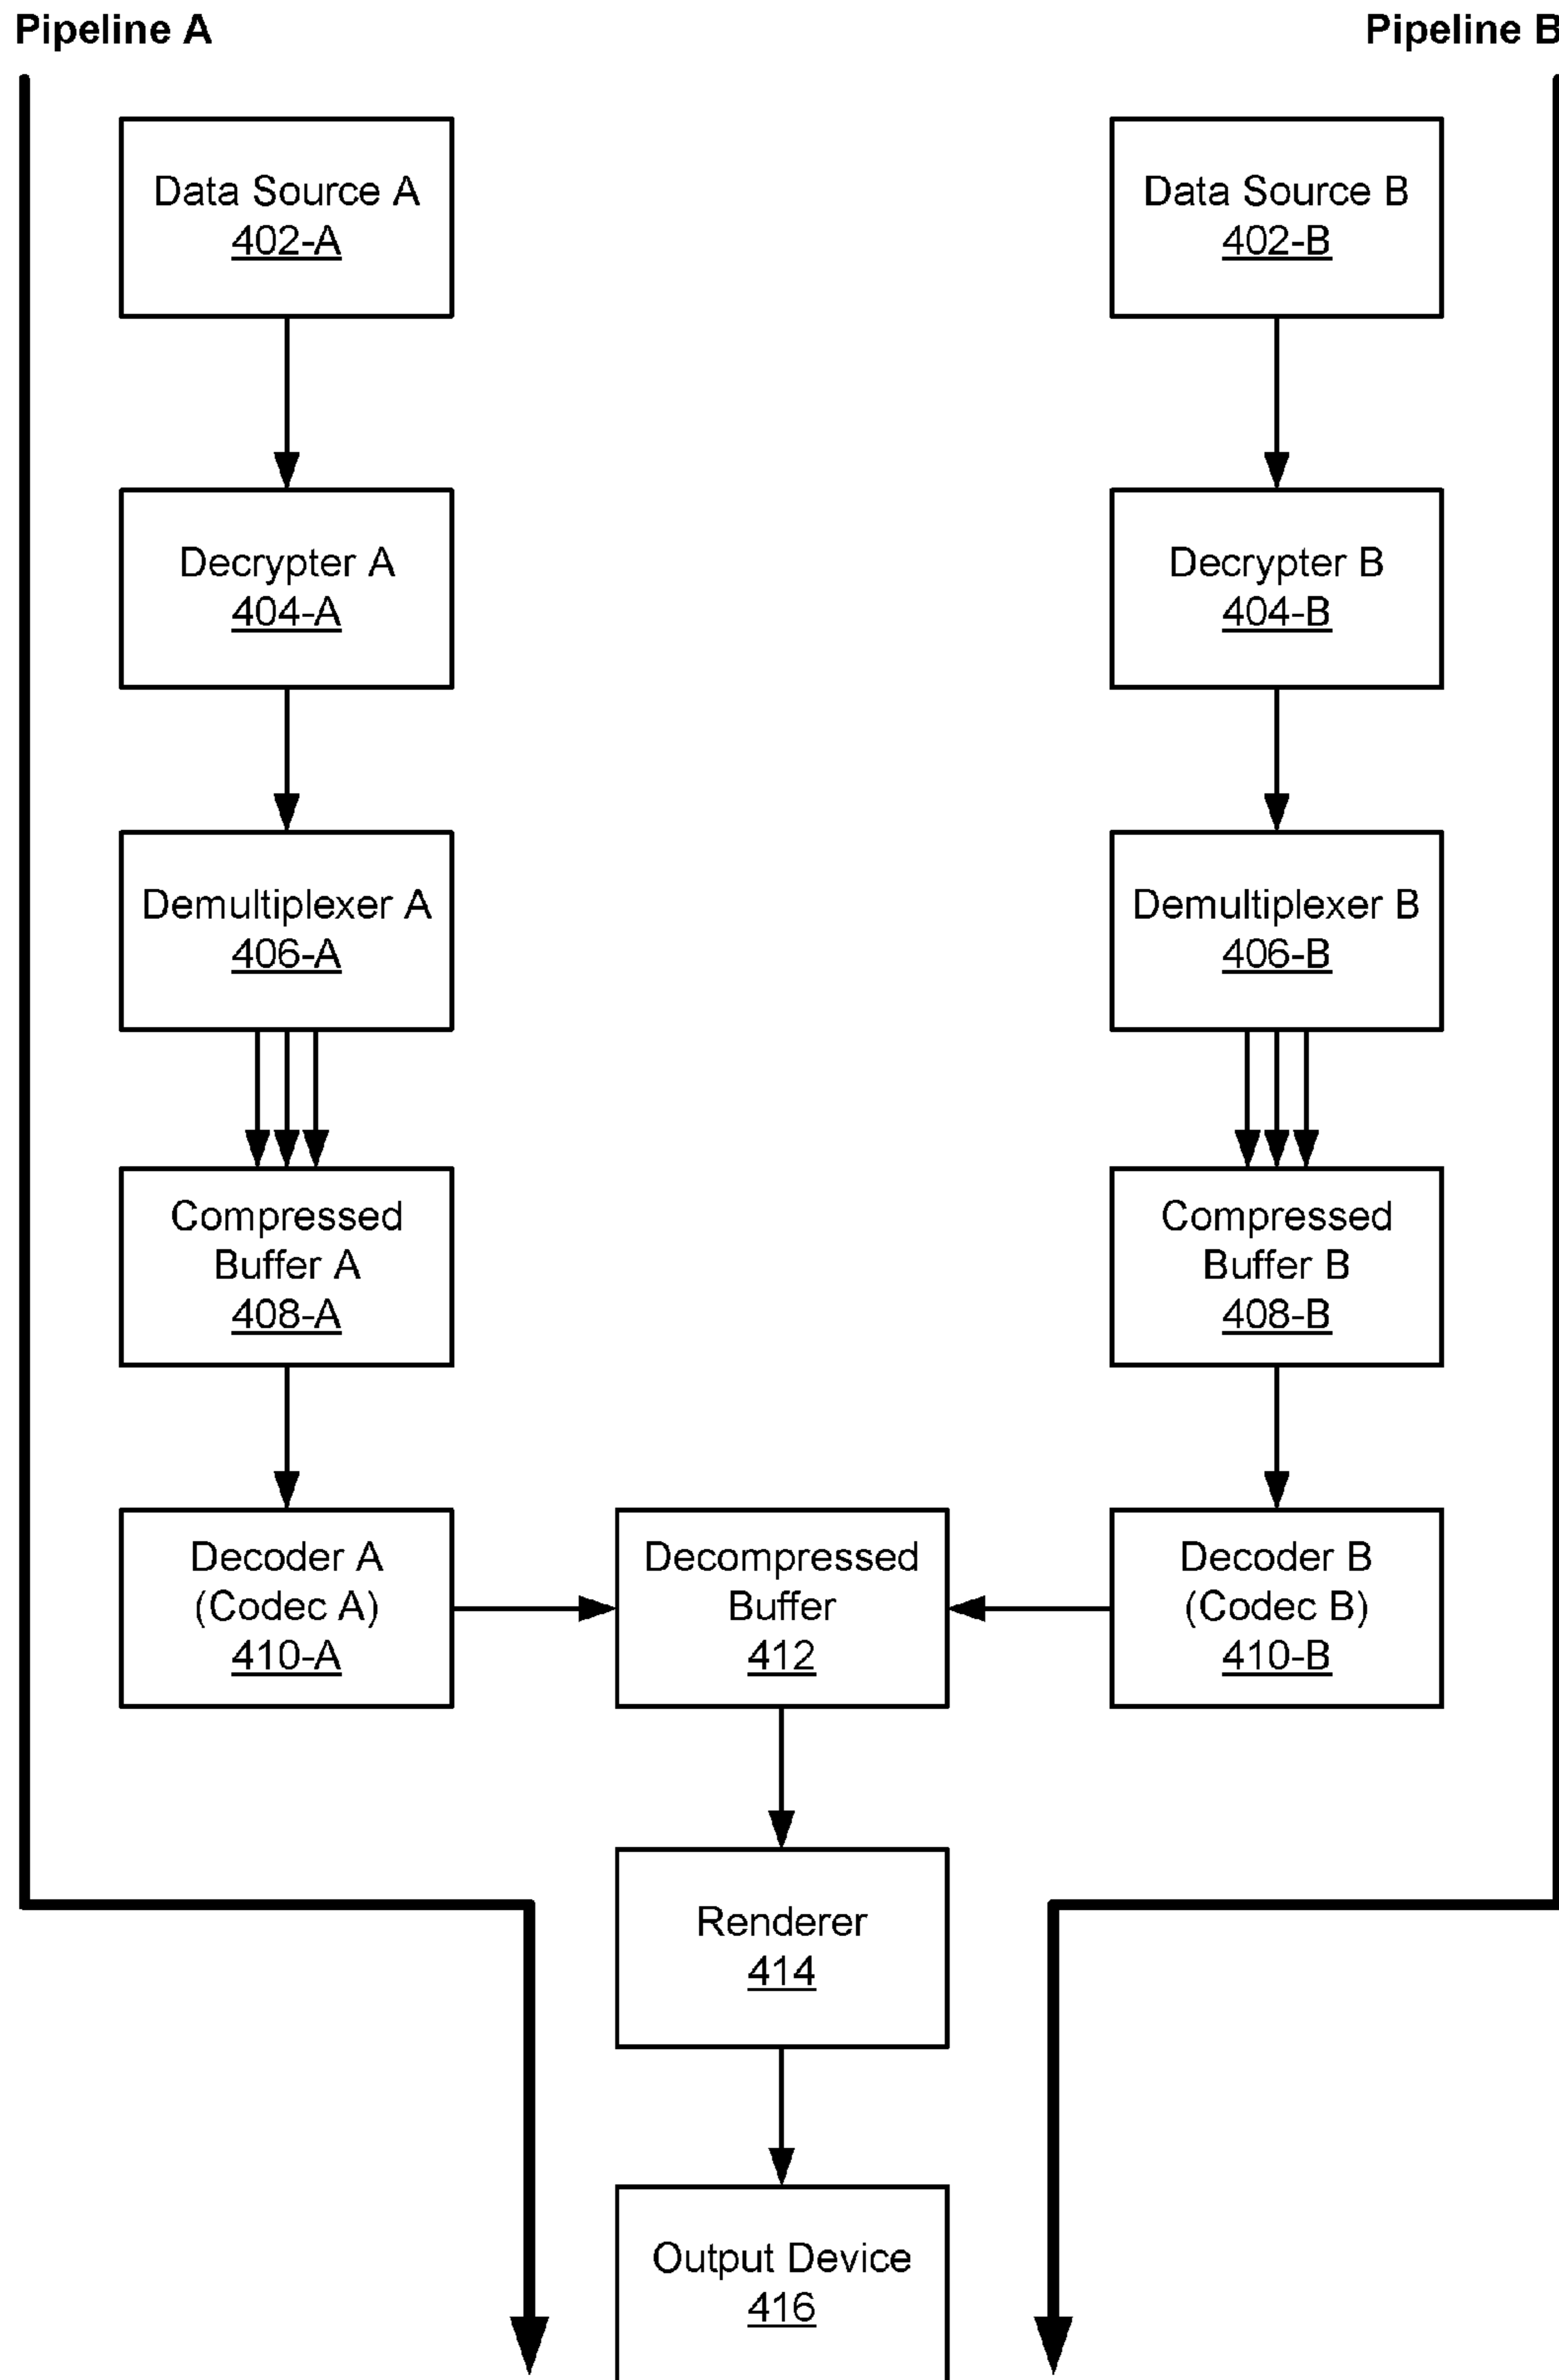 Pipeline A
Pipeline B
Data Source A
402-A
Data Source B
402-B
Decrypter A
404-A
Decrypter B
404-B
Demultiplexer A
406-A
Demultiplexer B
406-B
Compressed
Buffer A
408-A
Compressed
Buffer B
408-B
Decoder A
(Codec A)
410-A
Decompressed
Buffer
412
Decoder B
(Codec B)
410-B
Renderer
414
Output Device
416